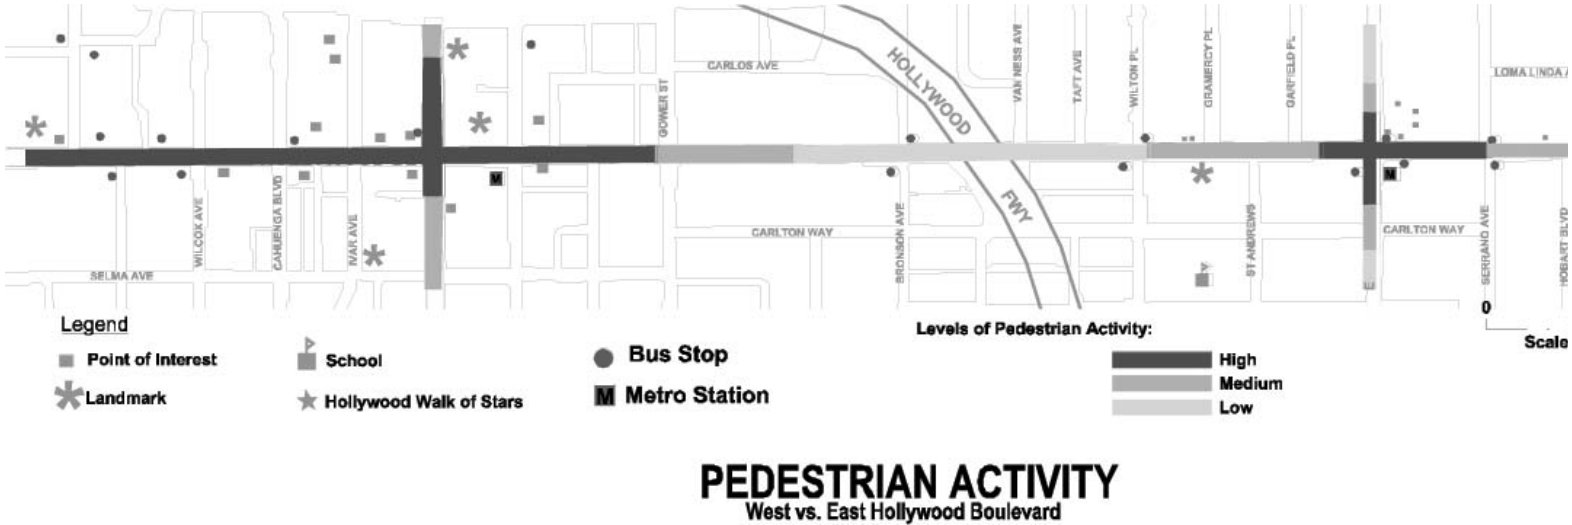 CARLOS AVE
GOWER ST
HOLLYWOOD
FWY
VAN NESS AVE
TAFT AVE
WILTON PL
GRAMERCY PL
GARFIELD PL
LOMA LINDA A
WILCOX AVE
CAHUENGA BLVD
IVAR AVE
SELMA AVE
M
CARLTON WAY
BRONSON AVE
ST ANDREWS
M
CARLTON WAY
SERRANO AVE
HOBART BLVD
0
Scale
Legend
Point of Interest
Landmark
School
Hollywood Walk of Stars
Bus Stop
M Metro Station
Levels of Pedestrian Activity:
High
Medium
Low
PEDESTRIAN ACTIVITY
West vs. East Hollywood Boulevard